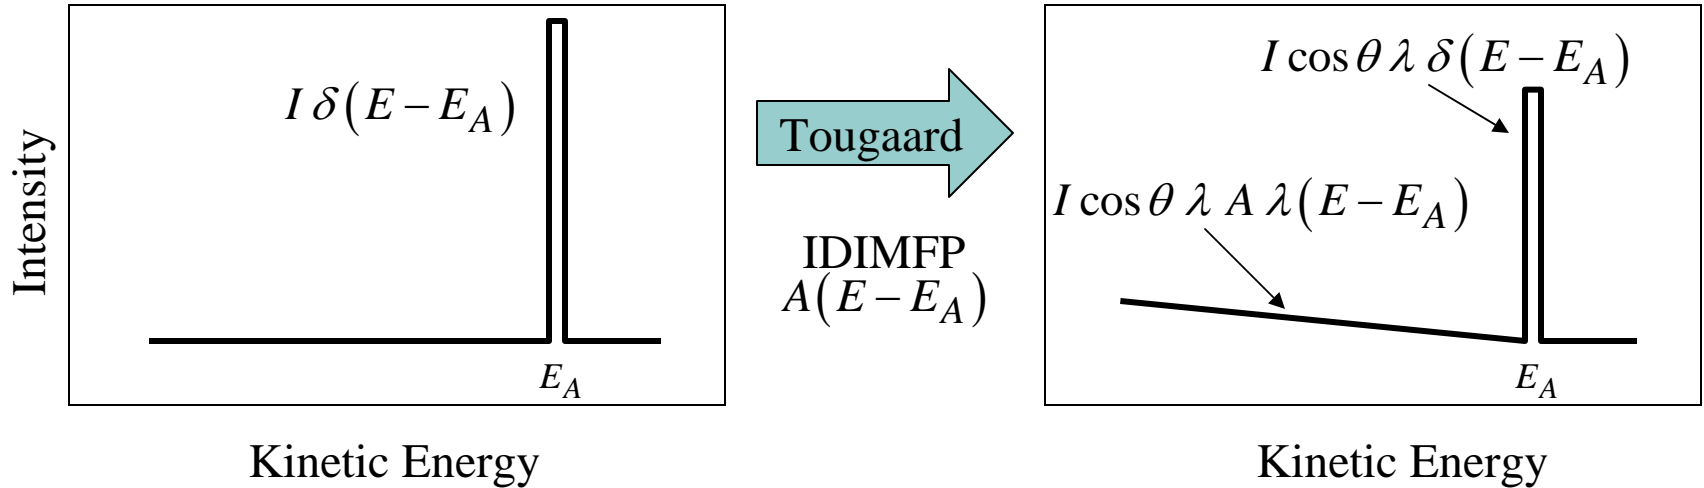 Intensity
I δ(E − E_A)
E_A
Kinetic Energy
Tougaard
IDIMFP
A(E − E_A)
I cos θ λ δ(E − E_A)
I cos θ λ A λ(E − E_A)
E_A
Kinetic Energy